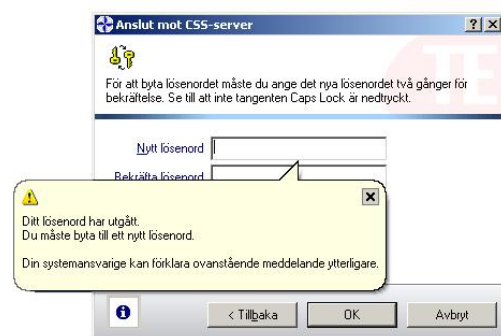 Anslut mot CSS-server
TE
För att byta lösenordet måste du ange det nya lösenordet två gånger för
bekräftelse. Se till att inte tangenten Caps Lock är nedtryckt.
Nytt lösenord
Bekräfta lösenord
Ditt lösenord har utgått.
Du måste byta till ett nytt lösenord.
Din systemansvarige kan förklara ovanstående meddelande ytterligare.
< Tillbaka
OK
Avbryt